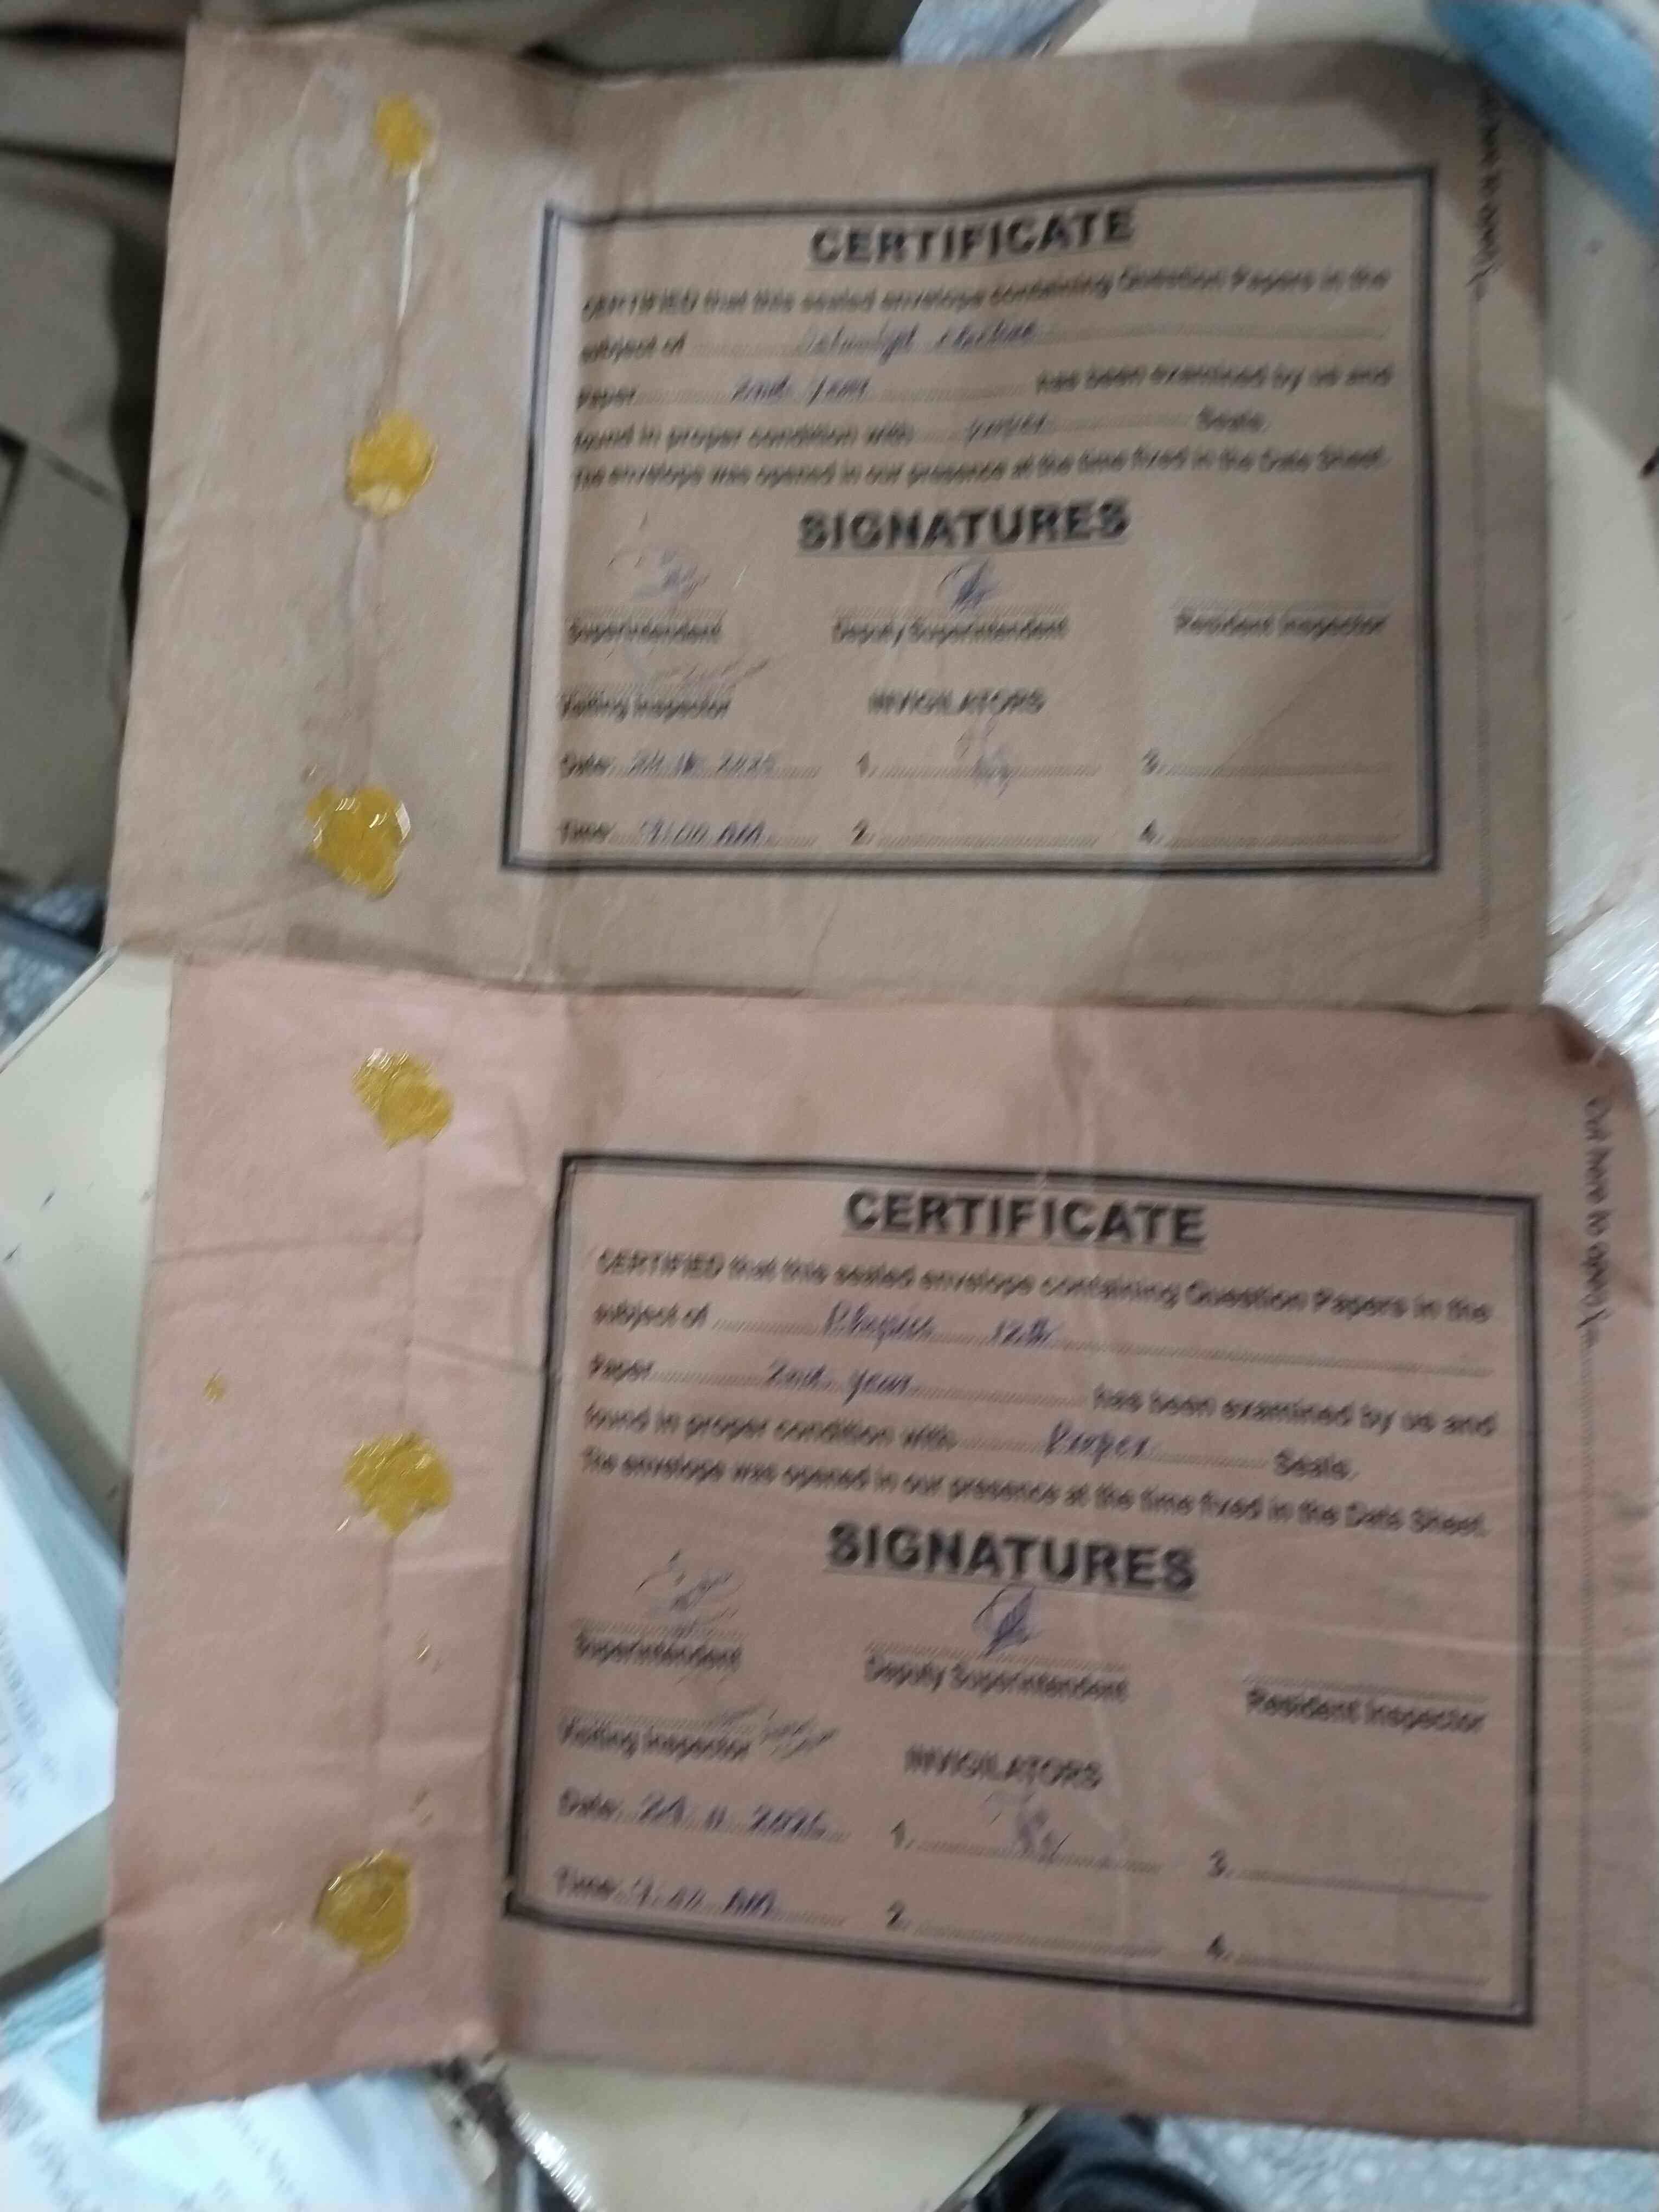 CERTIFICATE
CERTIFIED that this sealed envelope containing Question Papers in the
subject of
Paper 2nd year has been examined by us and
found in proper condition with proper Seals.
The envelope was opened in our presence at the time fixed in the Date Sheet.
SIGNATURES
Superintendent Deputy Superintendent Resident Inspector
Visiting Inspector INVIGILATORS
Date: 1. 3.
Time: 9:00 AM 2. 4.
Cut here to open
CERTIFICATE
CERTIFIED that this sealed envelope containing Question Papers in the
subject of 12th
Paper 2nd year has been examined by us and
found in proper condition with Proper Seals.
The envelope was opened in our presence at the time fixed in the Date Sheet.
SIGNATURES
Superintendent Deputy Superintendent Resident Inspector
Visiting Inspector INVIGILATORS
Date: 1. 3.
Time: 9:00 AM 2. 4.